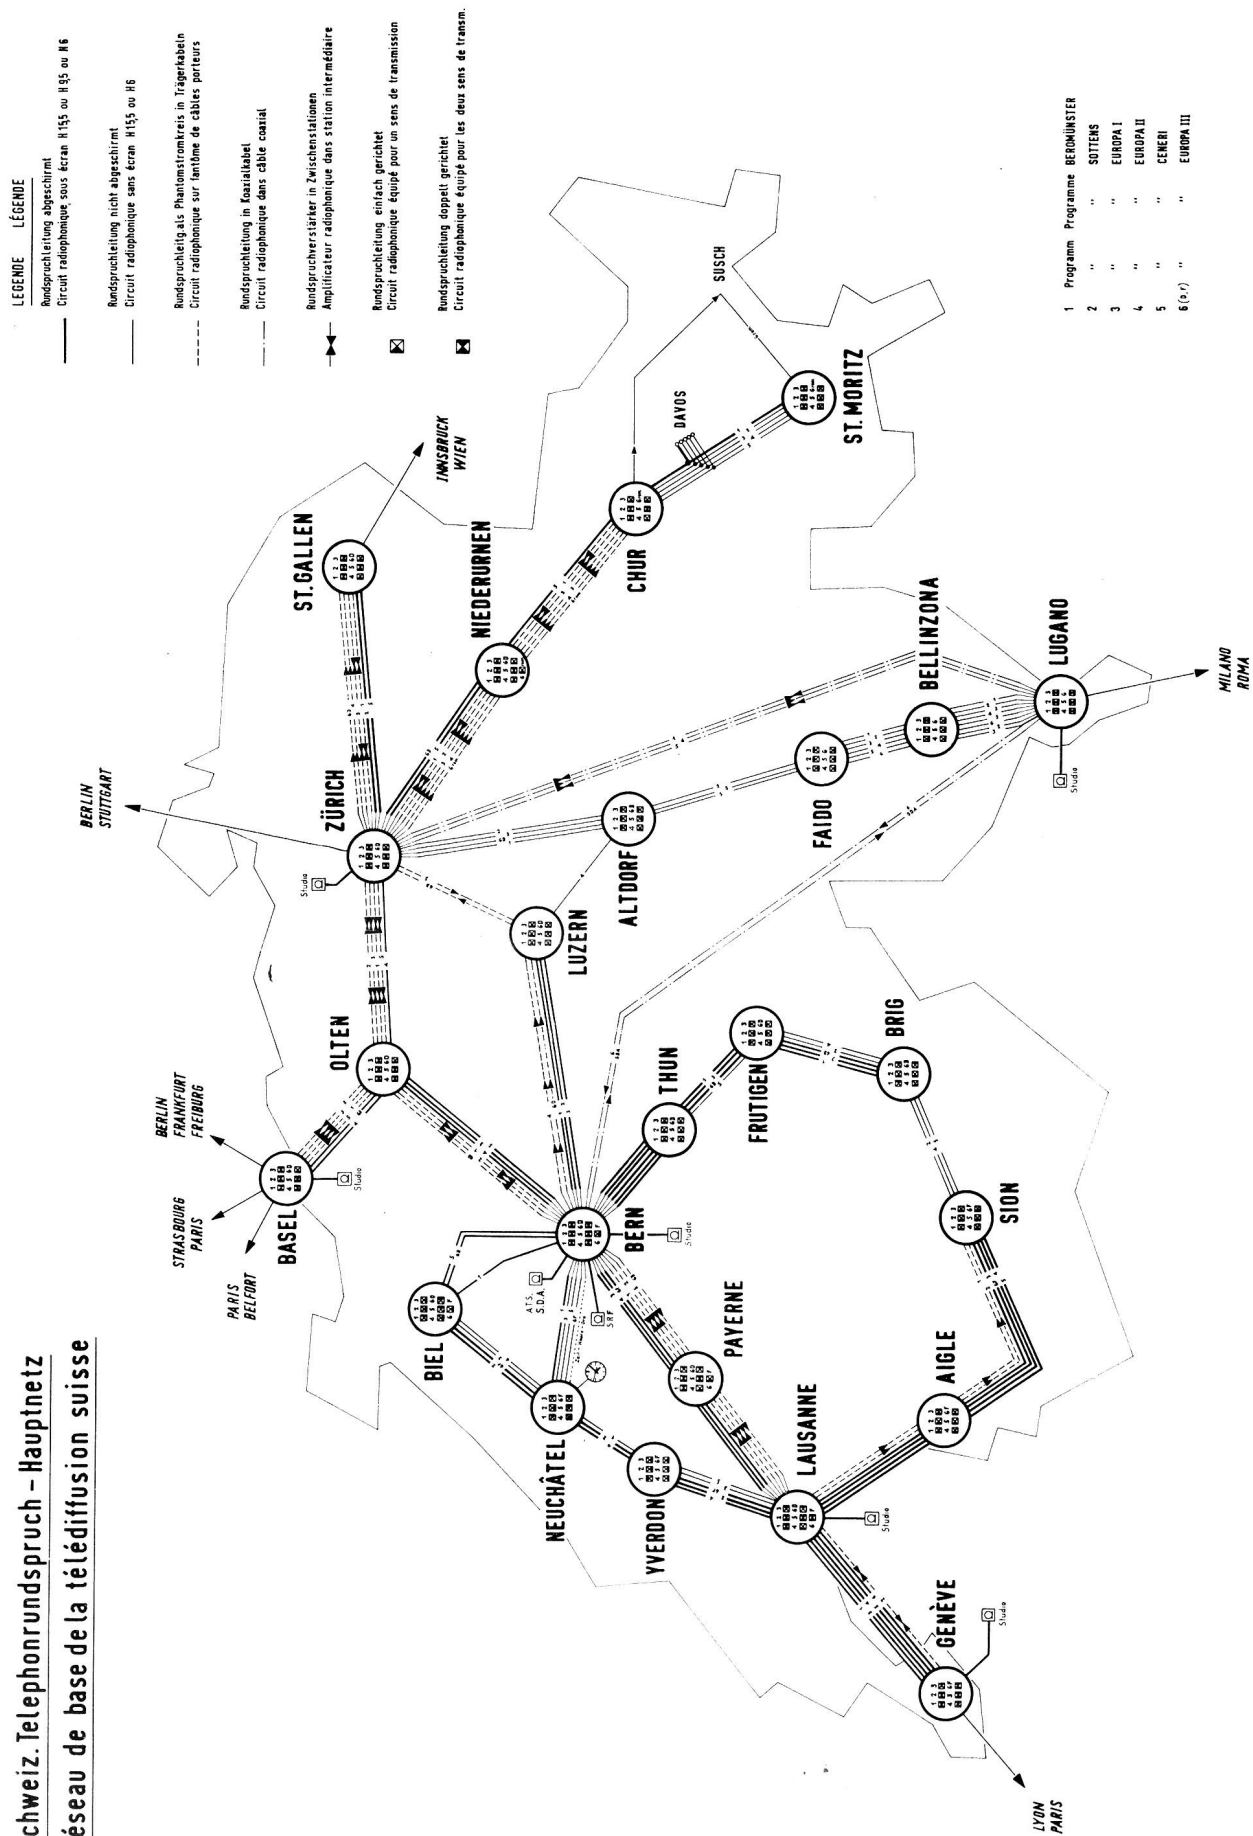 chweiz. Telephonrundspruch – Hauptnetz
éseau de base de la télédiffusion suisse
LEGENDE LÉGENDE
Rundspruchleitung abgeschirmt
Circuit radiophonique sous écran H15,5 ou H9,5 ou H6
Rundspruchleitung nicht abgeschirmt
Circuit radiophonique sans écran H15,5 ou H6
Rundspruchleitg. als Phantomstromkreis in Trägerkabeln
Circuit radiophonique sur fantôme de câbles porteurs
Rundspruchleitung in Koaxialkabel
Circuit radiophonique dans câble coaxial
Rundspruchverstärker in Zwischenstationen
Amplificateur radiophonique dans station intermédiaire
Rundspruchleitung einfach gerichtet
Circuit radiophonique équipé pour un sens de transmission
Rundspruchleitung doppelt gerichtet
Circuit radiophonique équipé pour les deux sens de transm.
BERLIN
STUTTGART
BERLIN
FRANKFURT
FREIBURG
STRASBOURG
PARIS
PARIS
BELFORT
BASEL
Studio
OLTEN
ZÜRICH
Studio
ST.GALLEN
INNSBRUCK
WIEN
NIEDERURNEN
CHUR
DAVOS
SUSCH
ST.MORITZ
BIEL
A.T.S.
S.D.A.
BERN
Studio
S.R.F.
LUZERN
ALTDORF
FAIDO
BELLINZONA
LUGANO
Studio
MILANO
ROMA
NEUCHÂTEL
PAYERNE
YVERDON
THUN
FRUTIGEN
BRIG
SION
AIGLE
LAUSANNE
Studio
GENÈVE
Studio
LYON
PARIS
1 Programm Programme BEROMÜNSTER
2 " " SOTTENS
3 " " EUROPA I
4 " " EUROPA II
5 " " CENERI
6 (D,F) " " EUROPA III